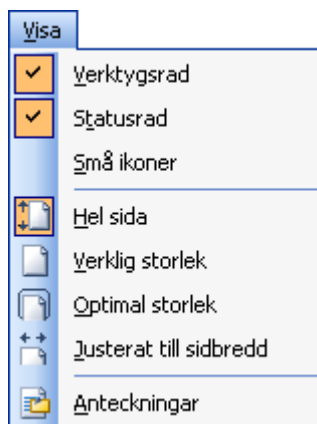 Visa
Verktygsrad
Statusrad
Små ikoner
Hel sida
Verklig storlek
Optimal storlek
Justerat till sidbredd
Anteckningar